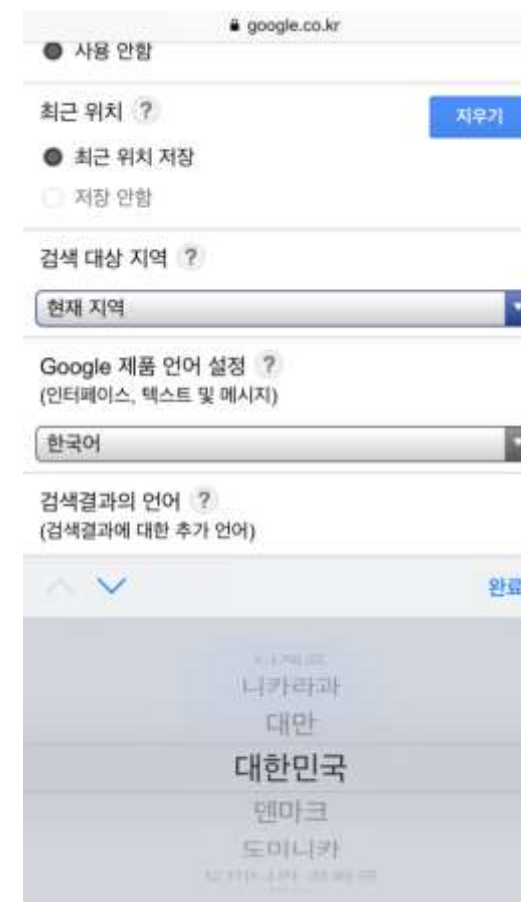 google.co.kr
사용 안함
최근 위치 ?
지우기
최근 위치 저장
저장 안함
검색 대상 지역 ?
현재 지역
Google 제품 언어 설정 ?
(인터페이스, 텍스트 및 메시지)
한국어
검색결과의 언어 ?
(검색결과에 대한 추가 언어)
완료
니카라과
대만
대한민국
덴마크
도미니카